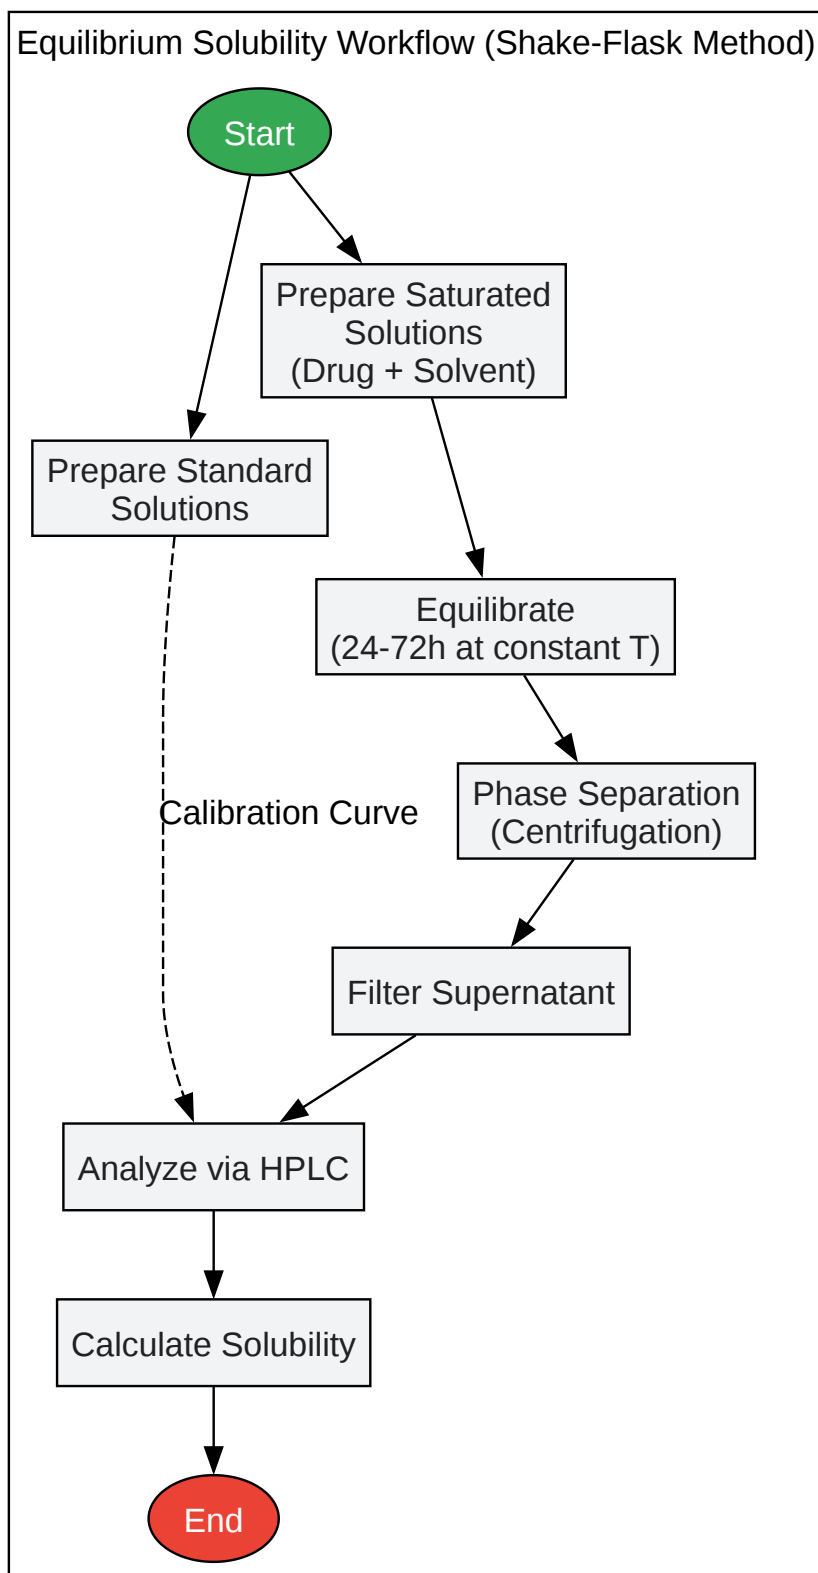 Equilibrium Solubility Workflow (Shake-Flask Method)
Start
Prepare Saturated
Solutions
(Drug + Solvent)
Prepare Standard
Solutions
Equilibrate
(24-72h at constant T)
Phase Separation
(Centrifugation)
Calibration Curve
Filter Supernatant
Analyze via HPLC
Calculate Solubility
End